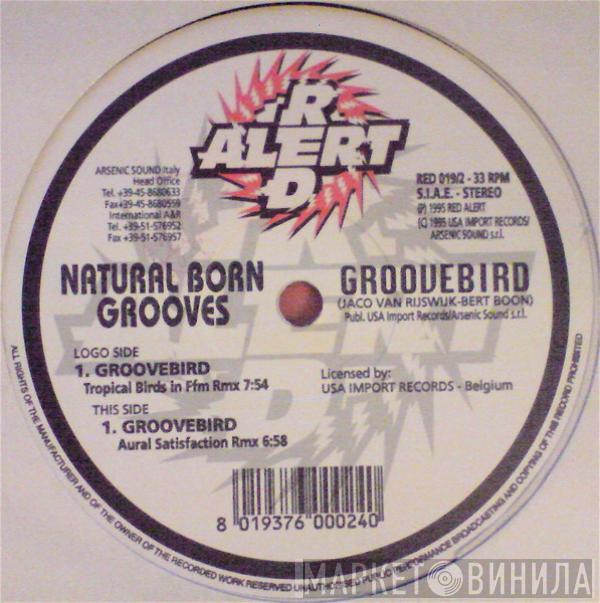 RED
ALERT
ARSENIC SOUND Italy
Head Office
Tel. +39-45-8680633
Fax+39-45-8680559
International A&R
Tel. +39-51-576952
Fax +39-51-576957
RED 019/2 - 33 RPM
S.I.A.E. - STEREO
(P) 1995 RED ALERT
(C) 1995 USA IMPORT RECORDS/
ARSENIC SOUND s.r.l.
NATURAL BORN
GROOVES
GROOVEBIRD
(JACO VAN RIJSWIJK-BERT BOON)
Publ. USA Import Records/Arsenic Sound s.r.l.
LOGO SIDE
1. GROOVEBIRD
Tropical Birds in Ffm Rmx 7:54
THIS SIDE
1. GROOVEBIRD
Aural Satisfaction Rmx 6:58
Licensed by:
USA IMPORT RECORDS - Belgium
8 019376 000240
ALL RIGHTS OF THE MANUFACTURER AND OF THE OWNER OF THE RECORDED WORK RESERVED UNAUTHORISED PUBLIC PERFORMANCE BROADCASTING AND COPYING OF THIS RECORD PROHIBITED
МАРКЕТ ВИНИЛА